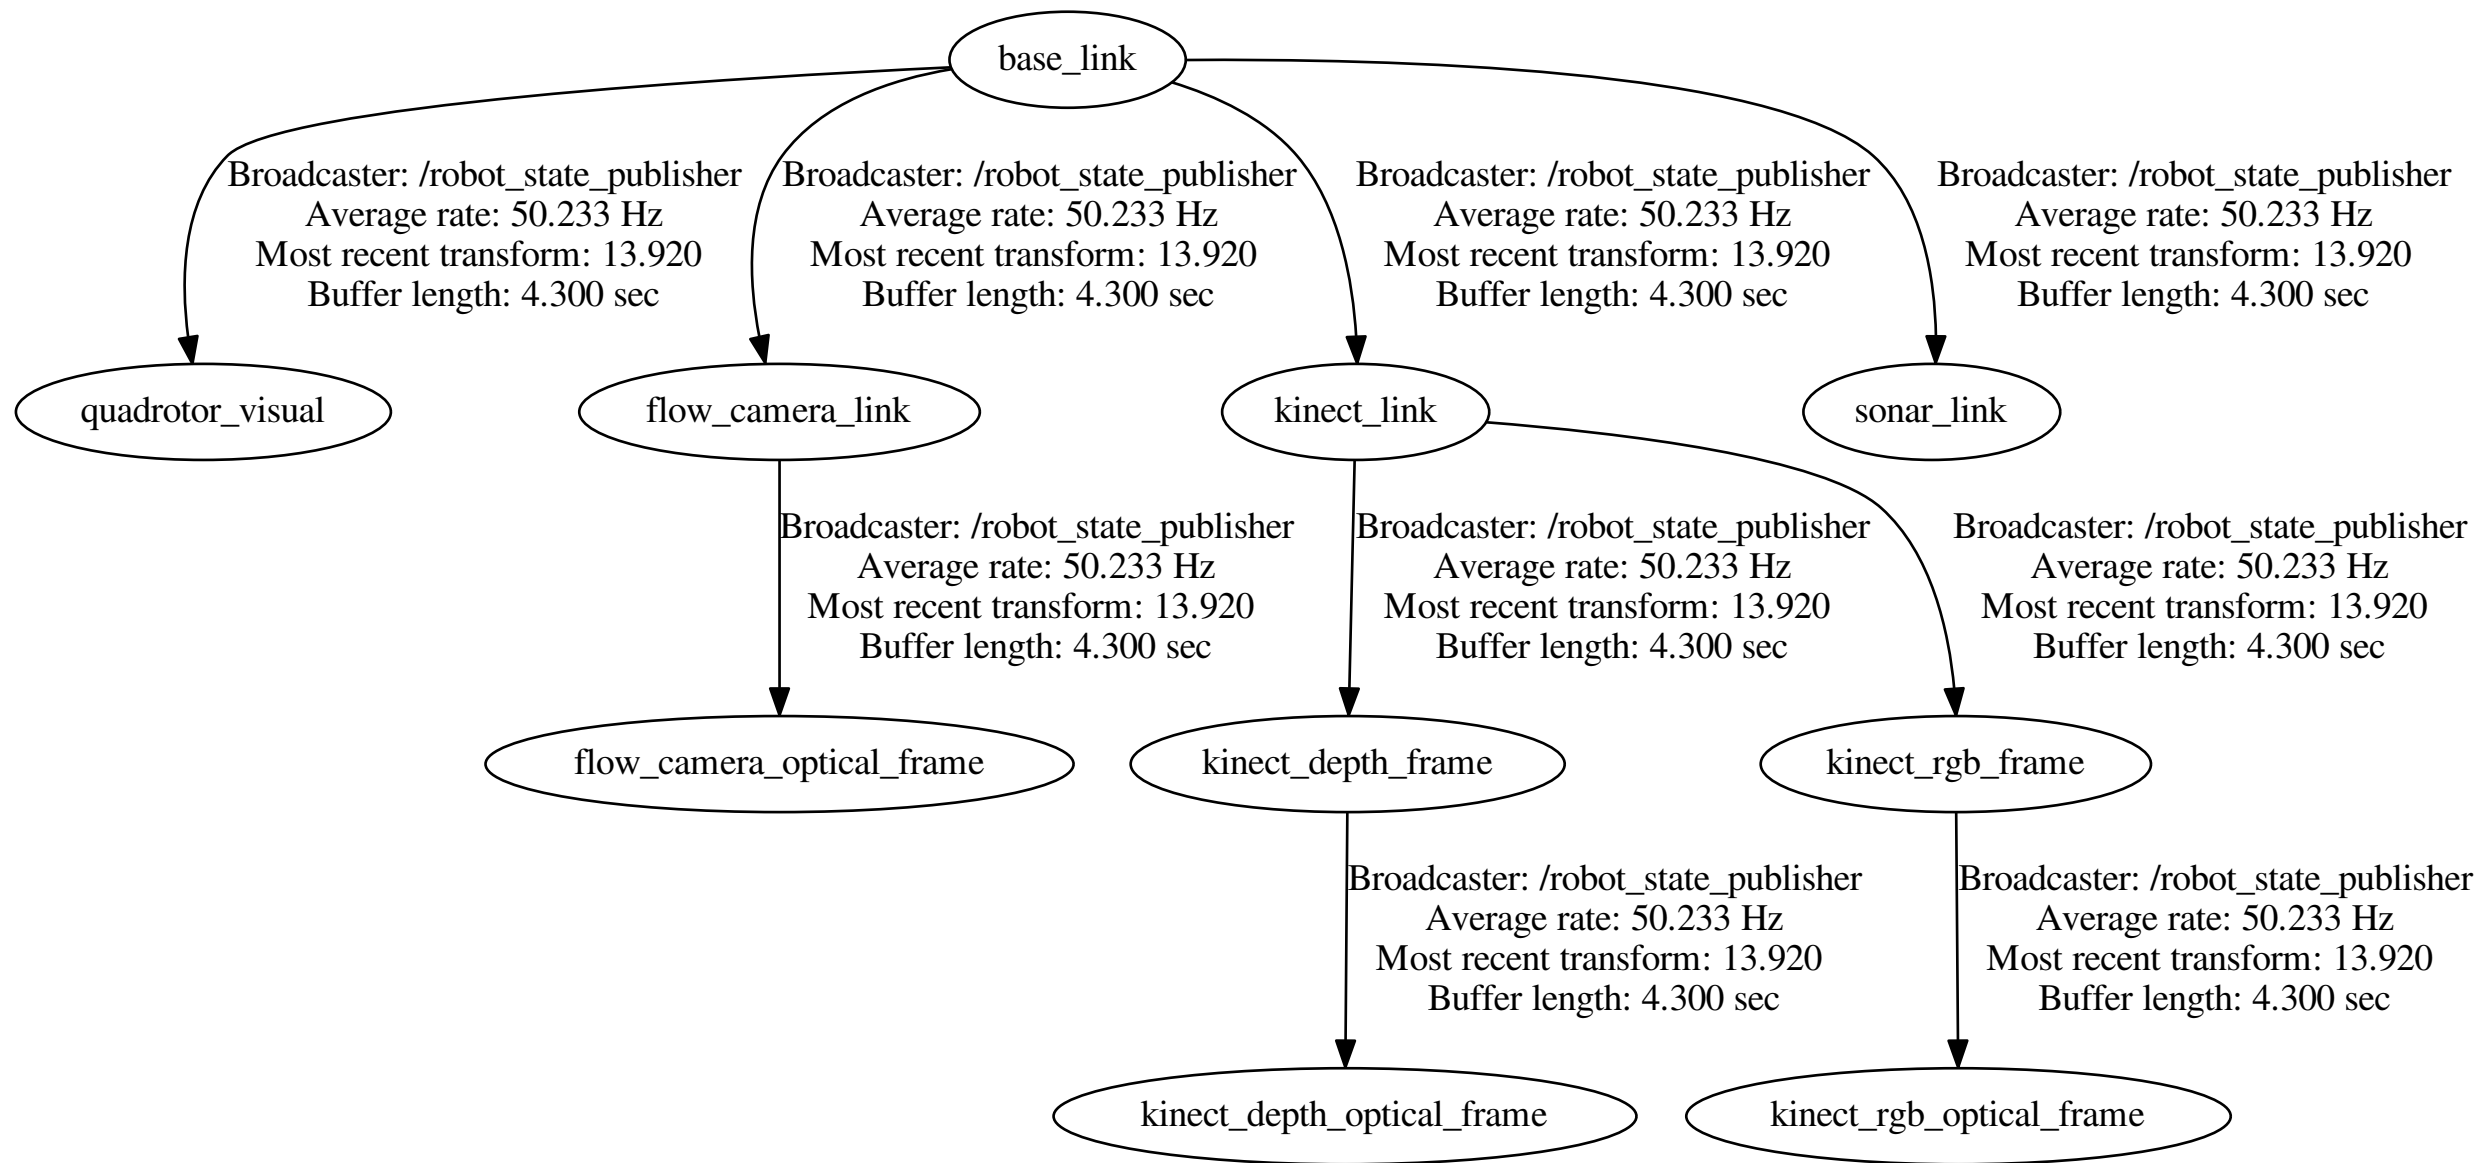 base_link
Broadcaster: /robot_state_publisher
Average rate: 50.233 Hz
Most recent transform: 13.920
Buffer length: 4.300 sec
Broadcaster: /robot_state_publisher
Average rate: 50.233 Hz
Most recent transform: 13.920
Buffer length: 4.300 sec
Broadcaster: /robot_state_publisher
Average rate: 50.233 Hz
Most recent transform: 13.920
Buffer length: 4.300 sec
Broadcaster: /robot_state_publisher
Average rate: 50.233 Hz
Most recent transform: 13.920
Buffer length: 4.300 sec
quadrotor_visual
flow_camera_link
kinect_link
sonar_link
Broadcaster: /robot_state_publisher
Average rate: 50.233 Hz
Most recent transform: 13.920
Buffer length: 4.300 sec
Broadcaster: /robot_state_publisher
Average rate: 50.233 Hz
Most recent transform: 13.920
Buffer length: 4.300 sec
Broadcaster: /robot_state_publisher
Average rate: 50.233 Hz
Most recent transform: 13.920
Buffer length: 4.300 sec
flow_camera_optical_frame
kinect_depth_frame
kinect_rgb_frame
Broadcaster: /robot_state_publisher
Average rate: 50.233 Hz
Most recent transform: 13.920
Buffer length: 4.300 sec
Broadcaster: /robot_state_publisher
Average rate: 50.233 Hz
Most recent transform: 13.920
Buffer length: 4.300 sec
kinect_depth_optical_frame
kinect_rgb_optical_frame